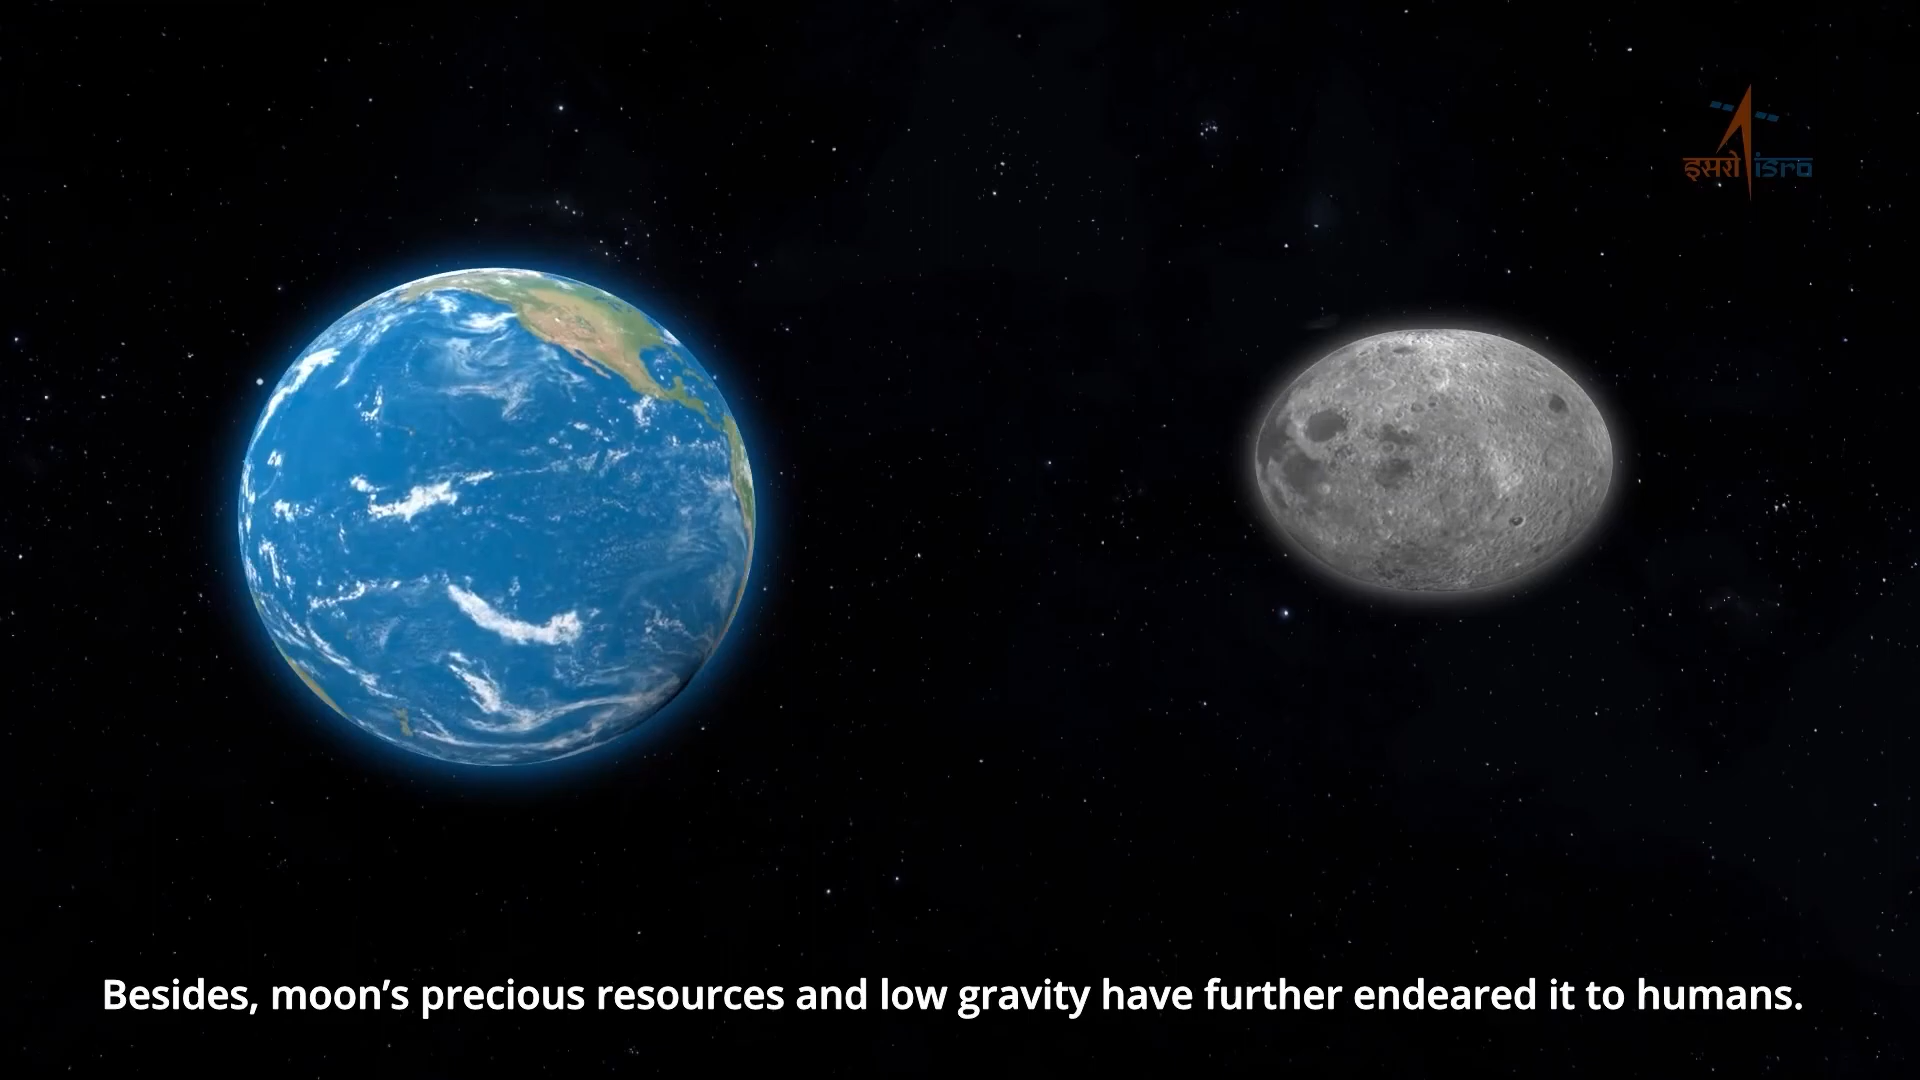 इसरो isro
Besides, moon's precious resources and low gravity have further endeared it to humans.